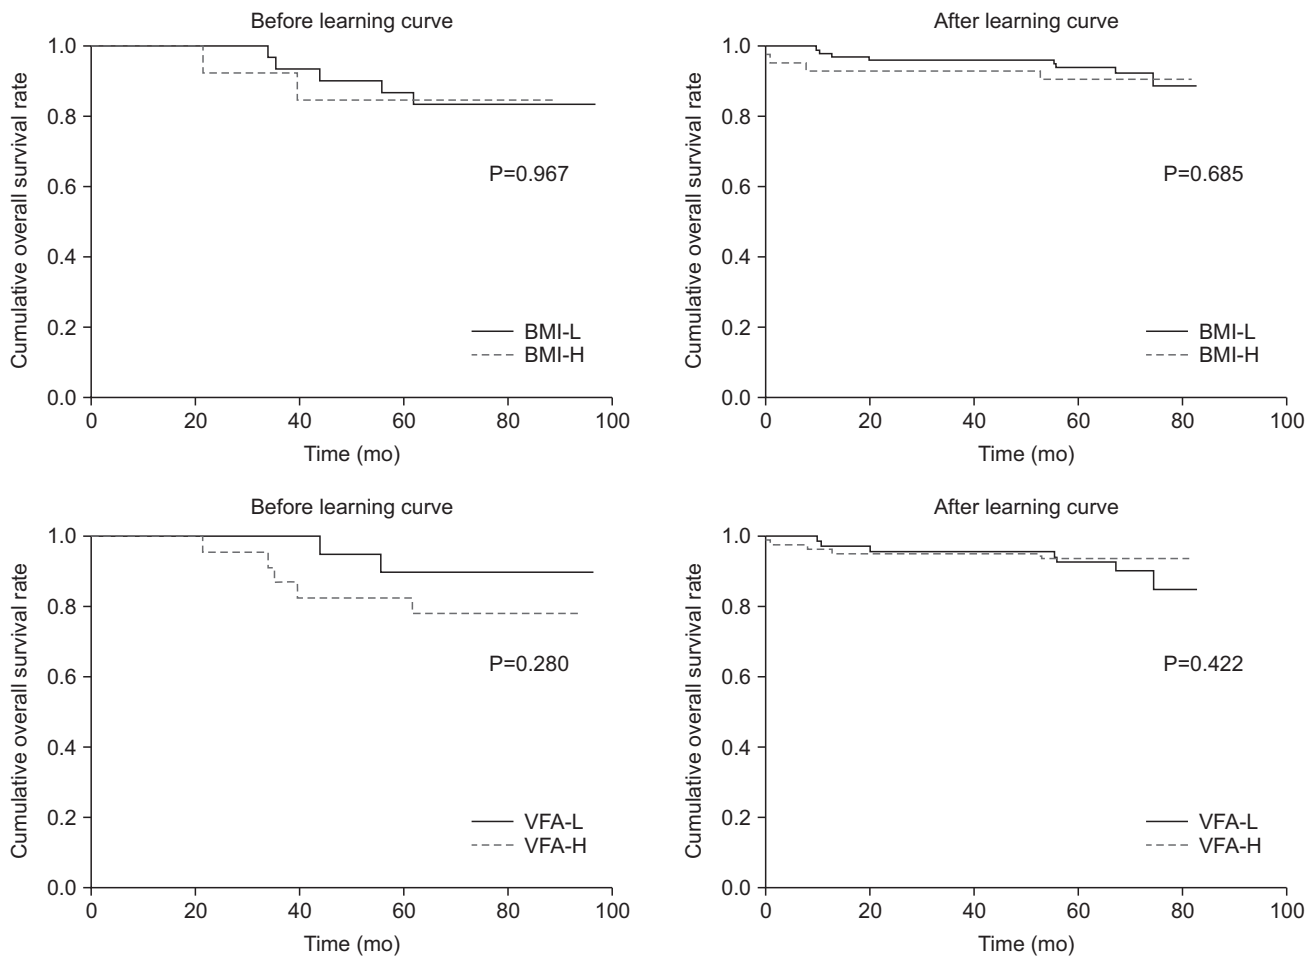 Before learning curve
1.0
0.8
0.6
0.4
0.2
0.0
Cumulative overall survival rate
P=0.967
BMI-L
BMI-H
0 20 40 60 80 100
Time (mo)
After learning curve
1.0
0.8
0.6
0.4
0.2
0.0
Cumulative overall survival rate
P=0.685
BMI-L
BMI-H
0 20 40 60 80 100
Time (mo)
Before learning curve
1.0
0.8
0.6
0.4
0.2
0.0
Cumulative overall survival rate
P=0.280
VFA-L
VFA-H
0 20 40 60 80 100
Time (mo)
After learning curve
1.0
0.8
0.6
0.4
0.2
0.0
Cumulative overall survival rate
P=0.422
VFA-L
VFA-H
0 20 40 60 80 100
Time (mo)